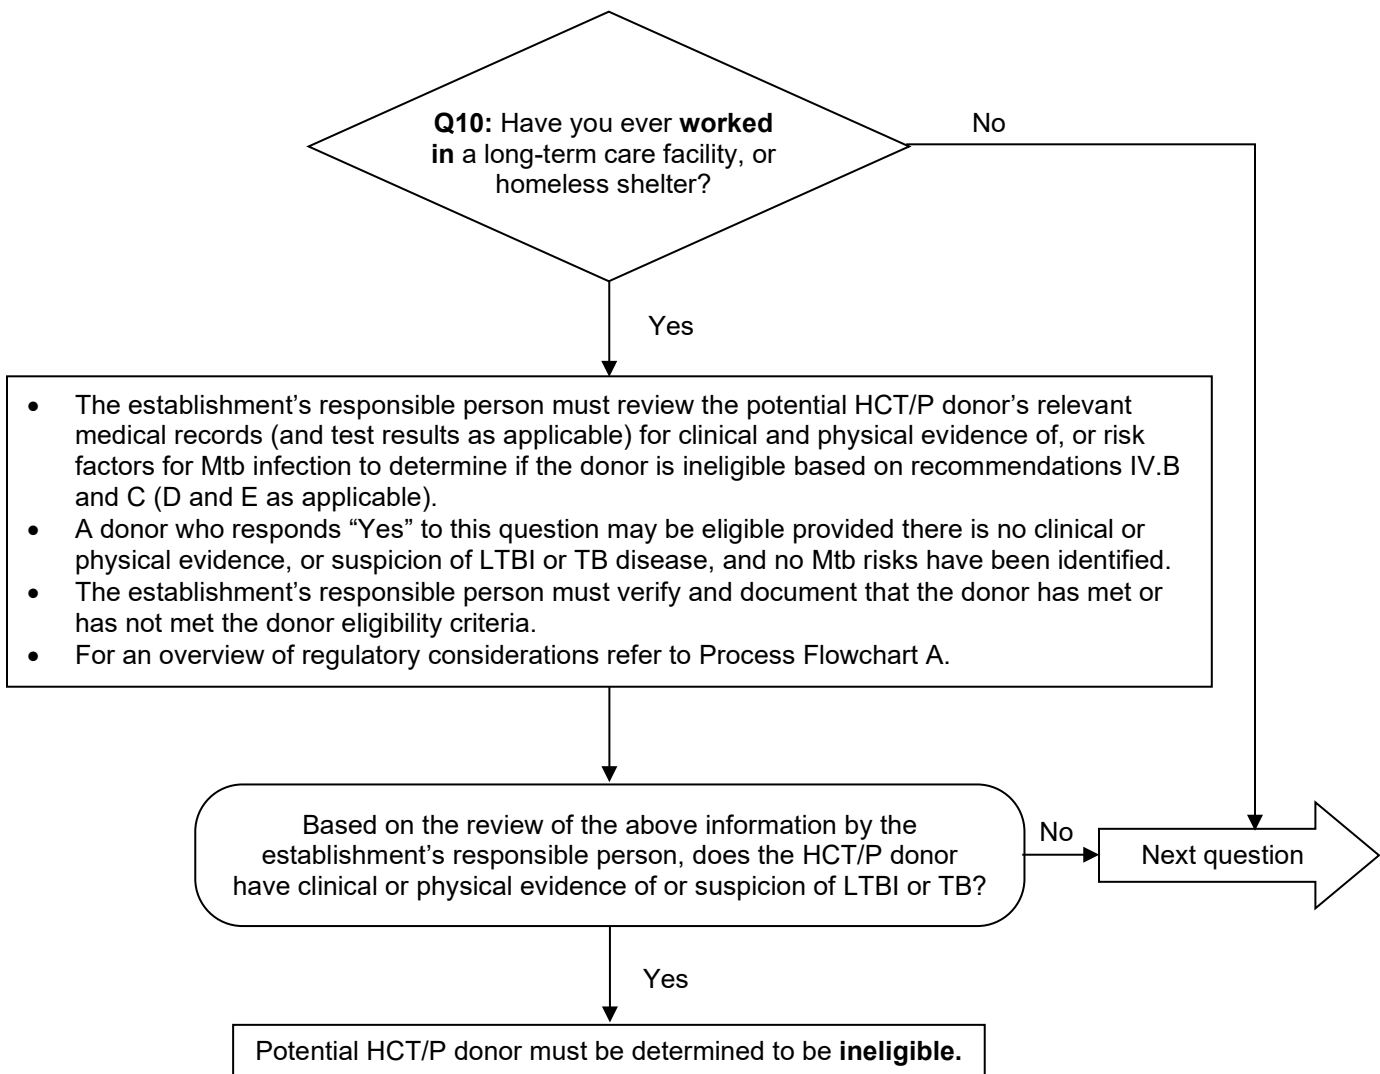 Q10: Have you ever worked
in a long-term care facility, or
homeless shelter?
No
Yes
• The establishment’s responsible person must review the potential HCT/P donor’s relevant
medical records (and test results as applicable) for clinical and physical evidence of, or risk
factors for Mtb infection to determine if the donor is ineligible based on recommendations IV.B
and C (D and E as applicable).
• A donor who responds “Yes” to this question may be eligible provided there is no clinical or
physical evidence, or suspicion of LTBI or TB disease, and no Mtb risks have been identified.
• The establishment’s responsible person must verify and document that the donor has met or
has not met the donor eligibility criteria.
• For an overview of regulatory considerations refer to Process Flowchart A.
Based on the review of the above information by the
establishment’s responsible person, does the HCT/P donor
have clinical or physical evidence of or suspicion of LTBI or TB?
No
Next question
Yes
Potential HCT/P donor must be determined to be ineligible.